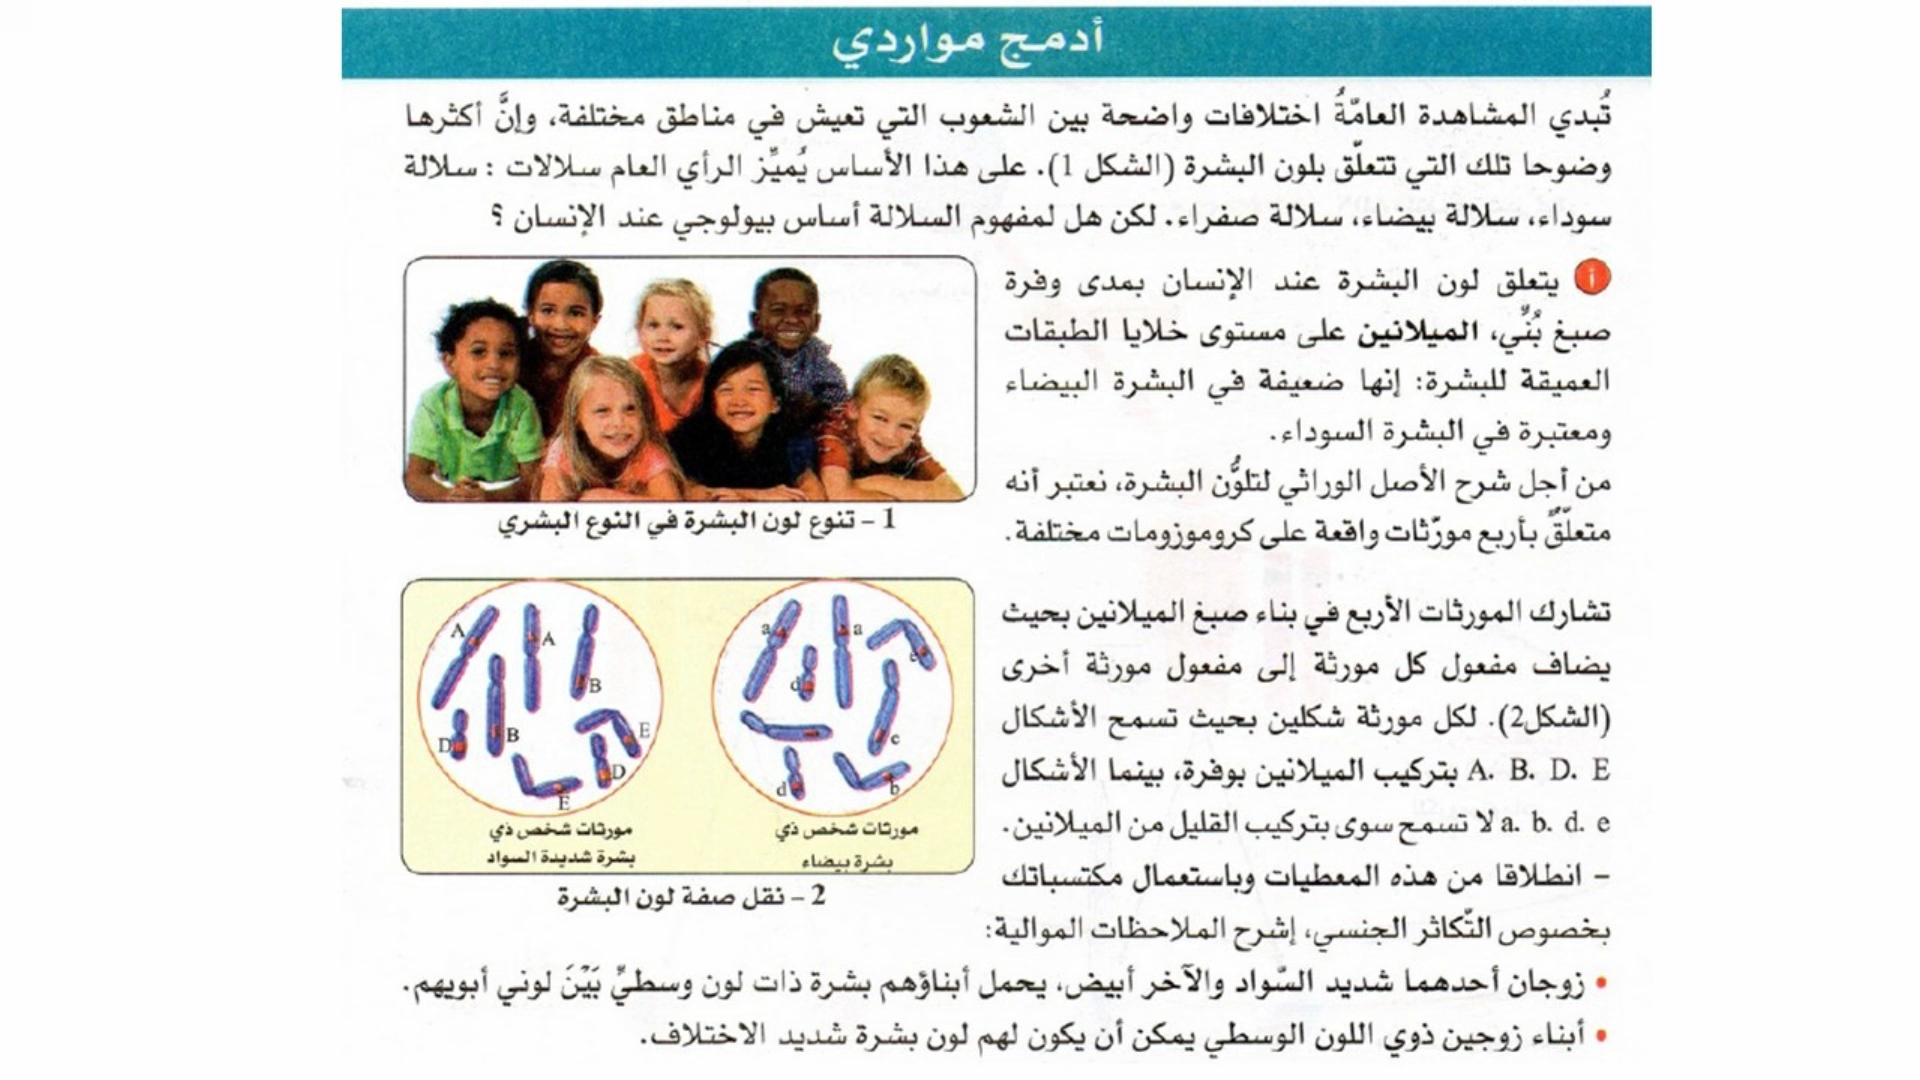 أدمج مواردي
تُبدي المشاهدة العامّةُ اختلافات واضحة بين الشعوب التي تعيش في مناطق مختلفة، وإنَّ أكثرها
وضوحا تلك التي تتعلّق بلون البشرة (الشكل 1). على هذا الأساس يُميِّز الرأي العام سلالات : سلالة
سوداء، سلالة بيضاء، سلالة صفراء. لكن هل لمفهوم السلالة أساس بيولوجي عند الإنسان ؟
أ يتعلق لون البشرة عند الإنسان بمدى وفرة
صبغ بُنّي، الميلانين على مستوى خلايا الطبقات
العميقة للبشرة: إنها ضعيفة في البشرة البيضاء
ومعتبرة في البشرة السوداء.
من أجل شرح الأصل الوراثي لتلوُّن البشرة، نعتبر أنه
متعلّقٌ بأربع مورّثات واقعة على كروموزومات مختلفة.
1 – تنوع لون البشرة في النوع البشري
تشارك المورثات الأربع في بناء صبغ الميلانين بحيث
يضاف مفعول كل مورثة إلى مفعول مورثة أخرى
(الشكل2). لكل مورثة شكلين بحيث تسمح الأشكال
A. B. D. E بتركيب الميلانين بوفرة، بينما الأشكال
a. b. d. e لا تسمح سوى بتركيب القليل من الميلانين.
– انطلاقا من هذه المعطيات وباستعمال مكتسباتك
بخصوص التّكاثر الجنسي، إشرح الملاحظات الموالية:
a
a
e
d
c
d
b
مورثات شخص ذي
بشرة بيضاء
A
A
B
B
D
E
D
E
مورثات شخص ذي
بشرة شديدة السواد
2 – نقل صفة لون البشرة
• زوجان أحدهما شديد السّواد والآخر أبيض، يحمل أبناؤهم بشرة ذات لون وسطيٍّ بَيْنَ لوني أبويهم.
• أبناء زوجين ذوي اللون الوسطي يمكن أن يكون لهم لون بشرة شديد الاختلاف.